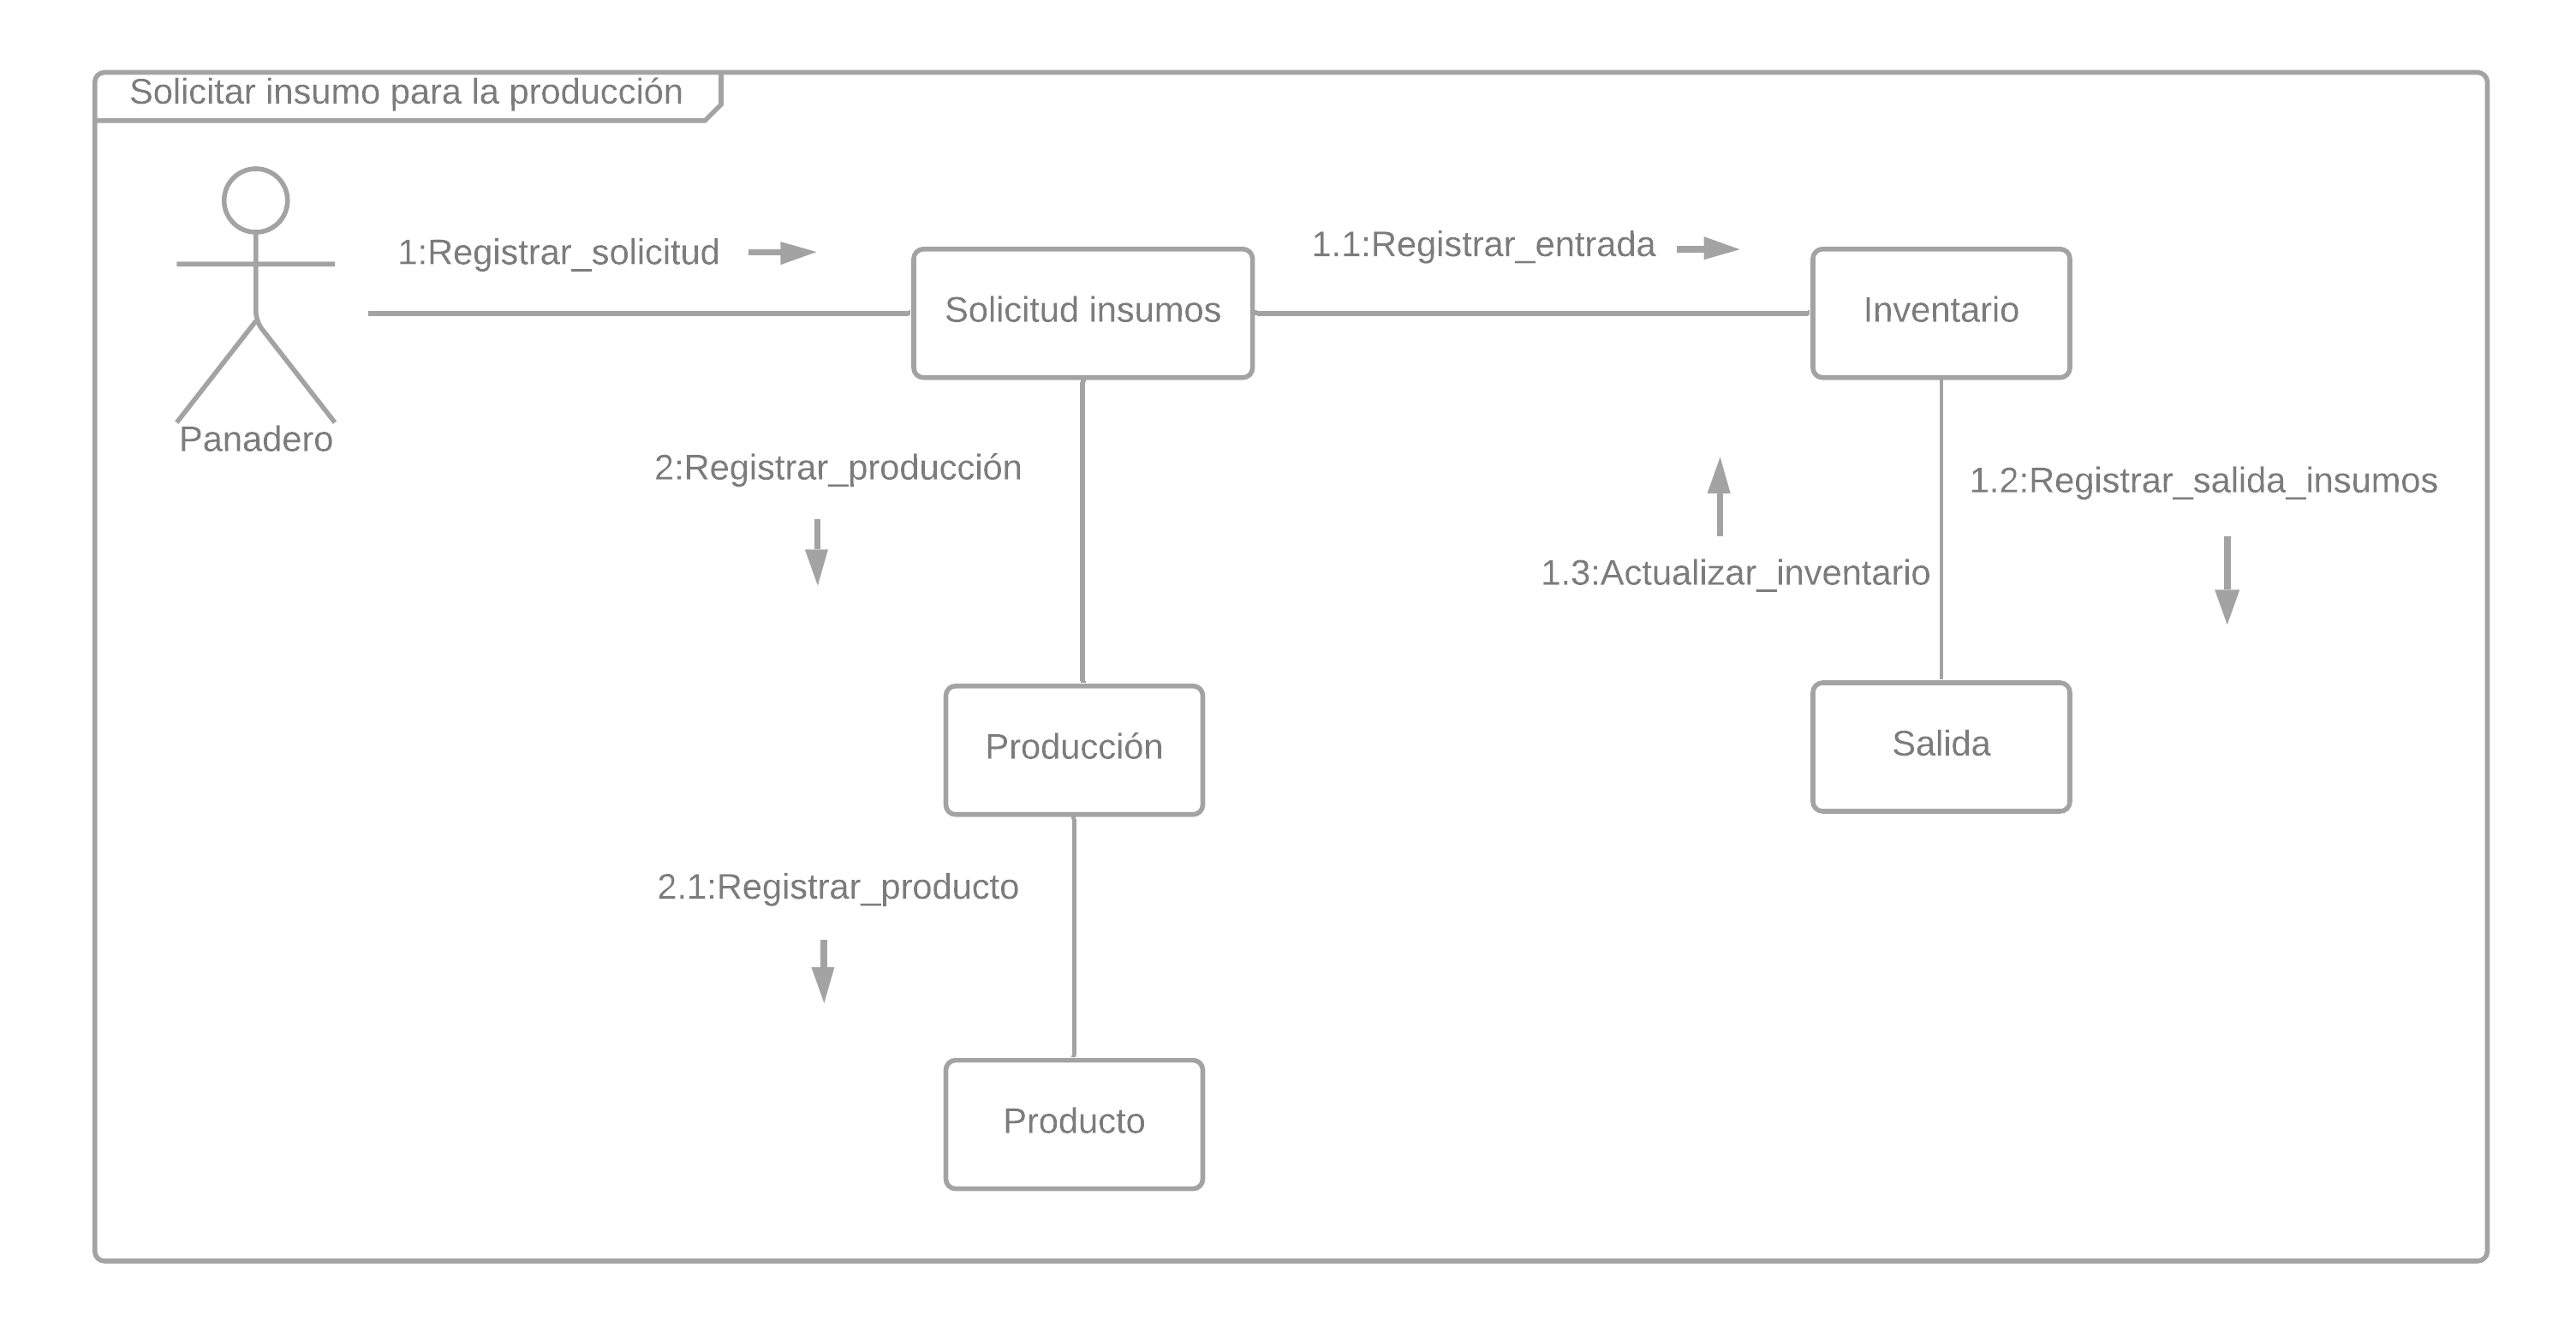 Solicitar insumo para la producción
1:Registrar_solicitud
1.1:Registrar_entrada
Solicitud insumos
Inventario
Panadero
2:Registrar_producción
1.2:Registrar_salida_insumos
1.3:Actualizar_inventario
Producción
Salida
2.1:Registrar_producto
Producto